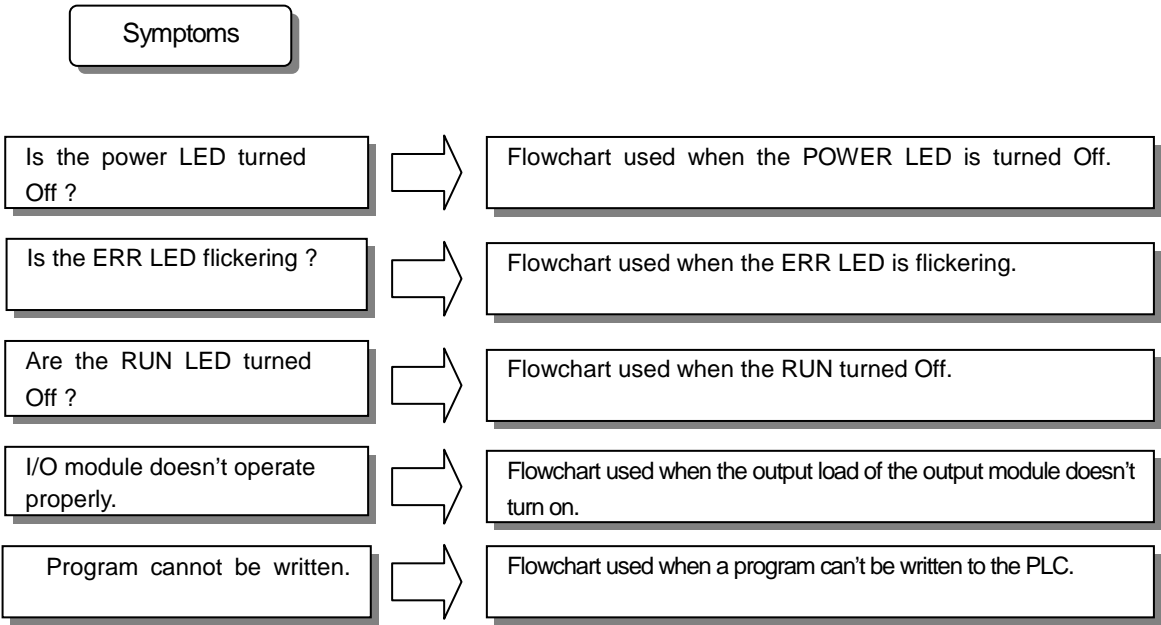 Symptoms
Is the power LED turned
Off ?
Flowchart used when the POWER LED is turned Off.
Is the ERR LED flickering ?
Flowchart used when the ERR LED is flickering.
Are the RUN LED turned
Off ?
Flowchart used when the RUN turned Off.
I/O module doesn’t operate
properly.
Flowchart used when the output load of the output module doesn’t
turn on.
Program cannot be written.
Flowchart used when a program can’t be written to the PLC.